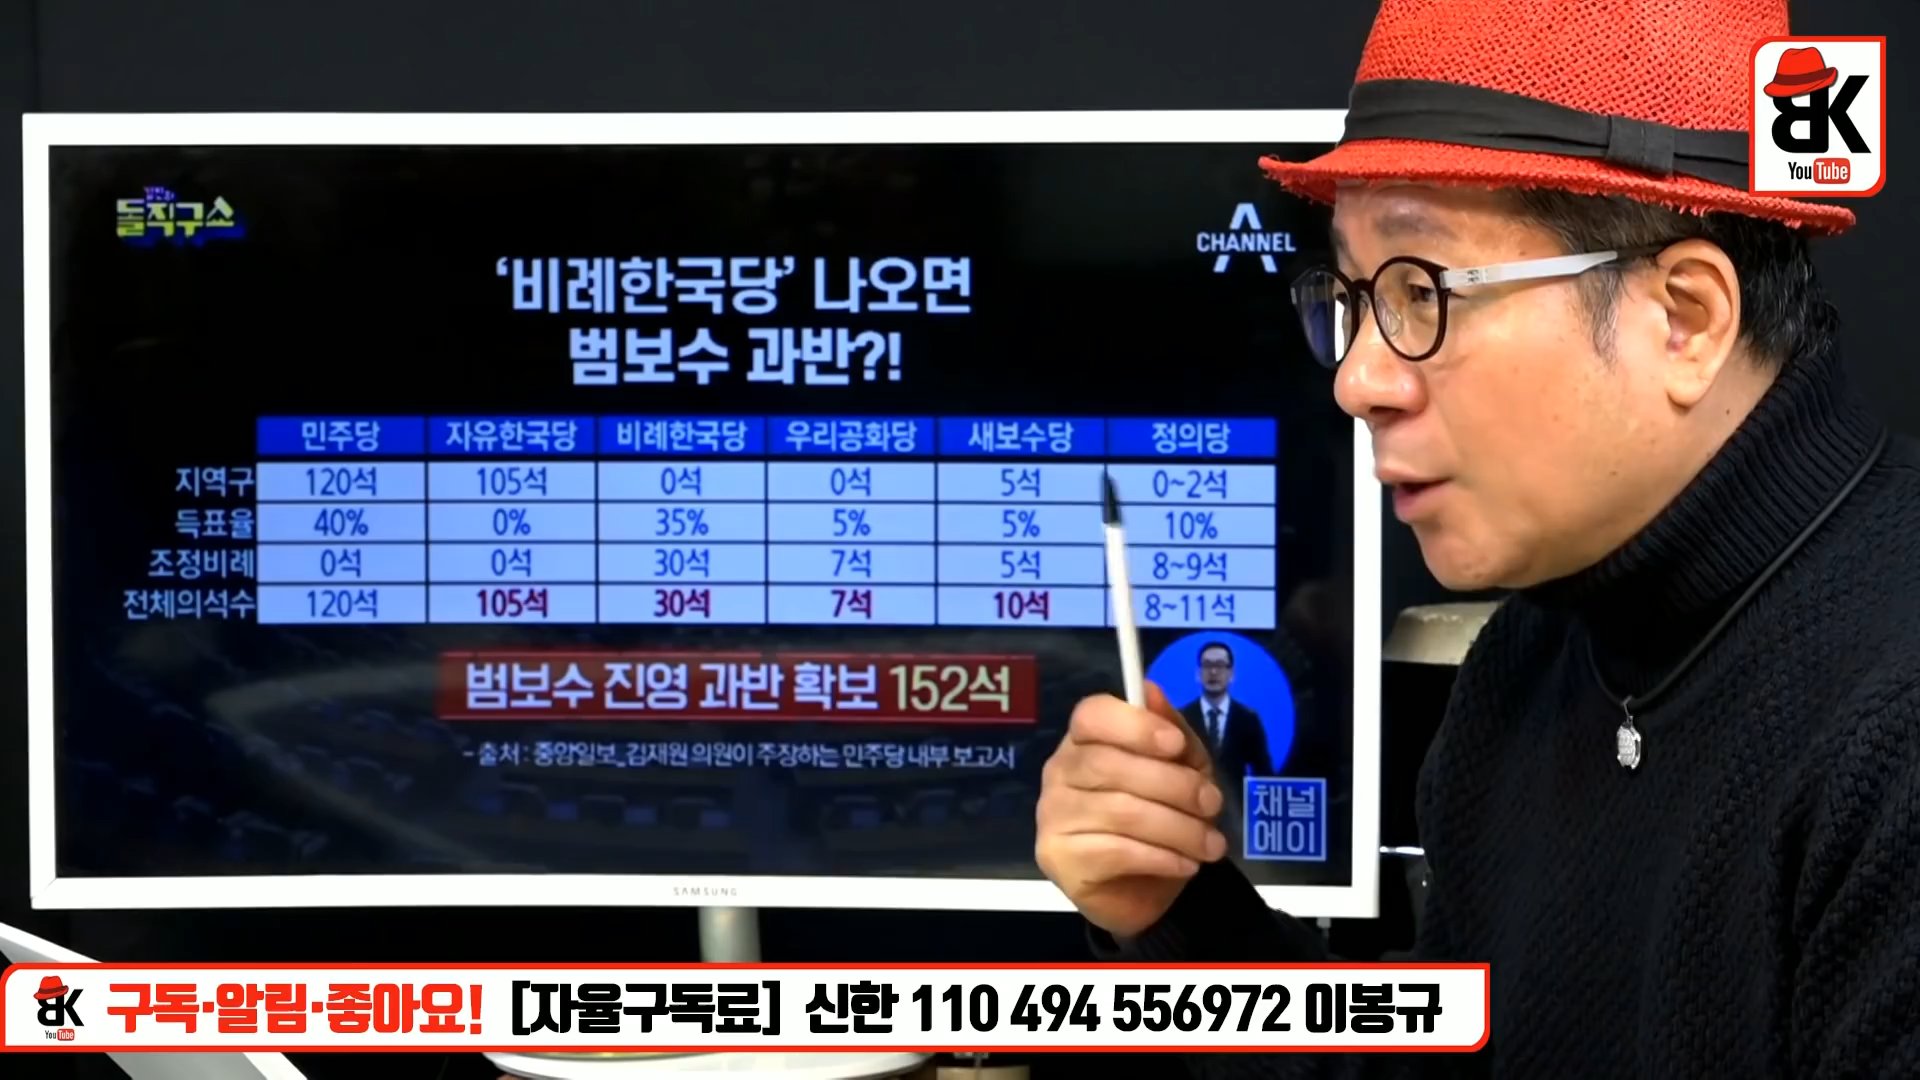 BK
YouTube
돌직구쇼
CHANNEL A
‘비례한국당’ 나오면
범보수 과반?!
민주당 자유한국당 비례한국당 우리공화당 새보수당 정의당
지역구 120석 105석 0석 0석 5석 0~2석
득표율 40% 0% 35% 5% 5% 10%
조정비례 0석 0석 30석 7석 5석 8~9석
전체의석수 120석 105석 30석 7석 10석 8~11석
범보수 진영 과반 확보 152석
- 출처 : 중앙일보_김재원 의원이 주장하는 민주당 내부 보고서
채널
에이
SAMSUNG
BK YouTube 구독·알림·좋아요! [자율구독료] 신한 110 494 556972 이봉규